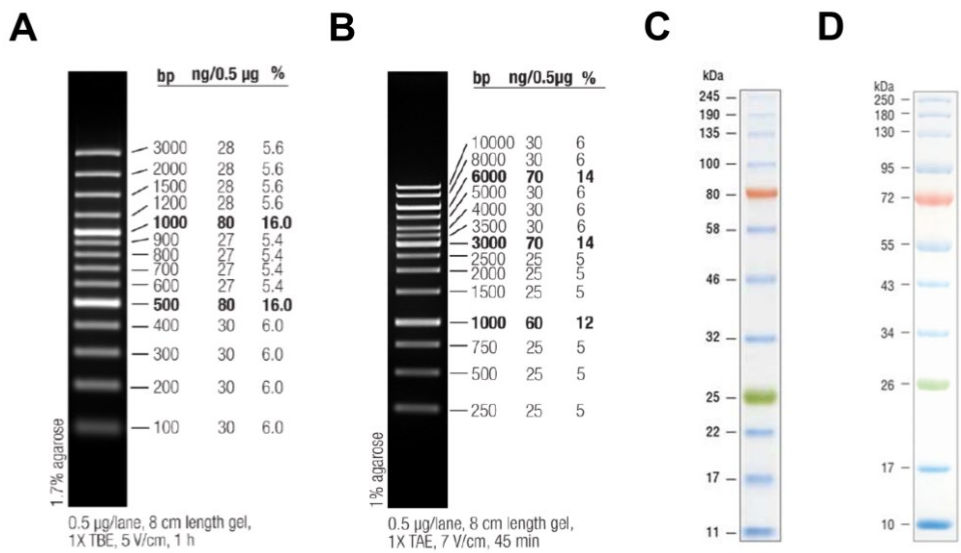 A
bp ng/0.5 µg %
3000 28 5.6
2000 28 5.6
1500 28 5.6
1200 28 5.6
1000 80 16.0
900 27 5.4
800 27 5.4
700 27 5.4
600 27 5.4
500 80 16.0
400 30 6.0
300 30 6.0
200 30 6.0
100 30 6.0
1.7% agarose
0.5 µg/lane, 8 cm length gel,
1X TBE, 5 V/cm, 1 h
B
bp ng/0.5µg %
10000 30 6
8000 30 6
6000 70 14
5000 30 6
4000 30 6
3500 30 6
3000 70 14
2500 25 5
2000 25 5
1500 25 5
1000 60 12
750 25 5
500 25 5
250 25 5
1% agarose
0.5 µg/lane, 8 cm length gel,
1X TAE, 7 V/cm, 45 min
C
kDa
245
190
135
100
80
58
46
32
25
22
17
11
D
kDa
250
180
130
95
72
55
43
34
26
17
10